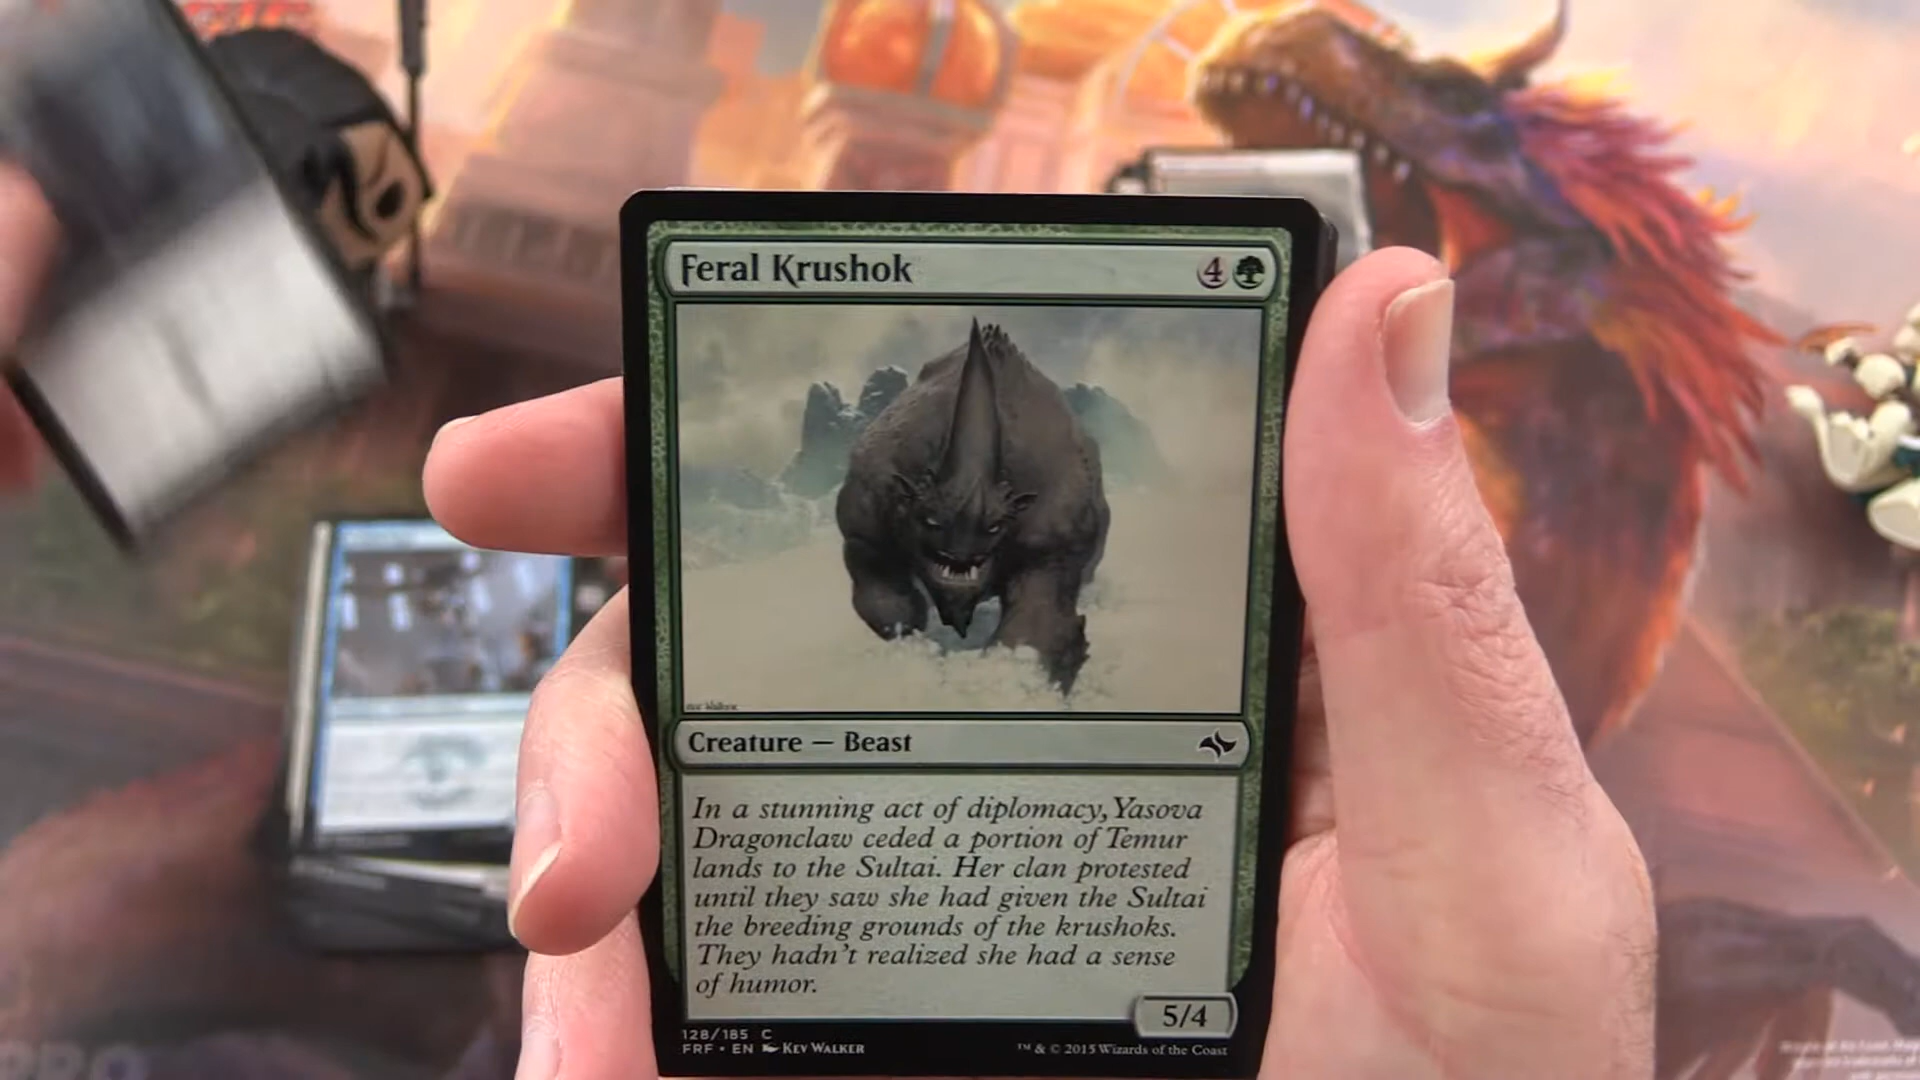 Feral Krushok 4
Creature — Beast
In a stunning act of diplomacy, Yasova
Dragonclaw ceded a portion of Temur
lands to the Sultai. Her clan protested
until they saw she had given the Sultai
the breeding grounds of the krushoks.
They hadn't realized she had a sense
of humor.
5/4
128/185 C
FRF • EN Kev Walker
™ & © 2015 Wizards of the Coast